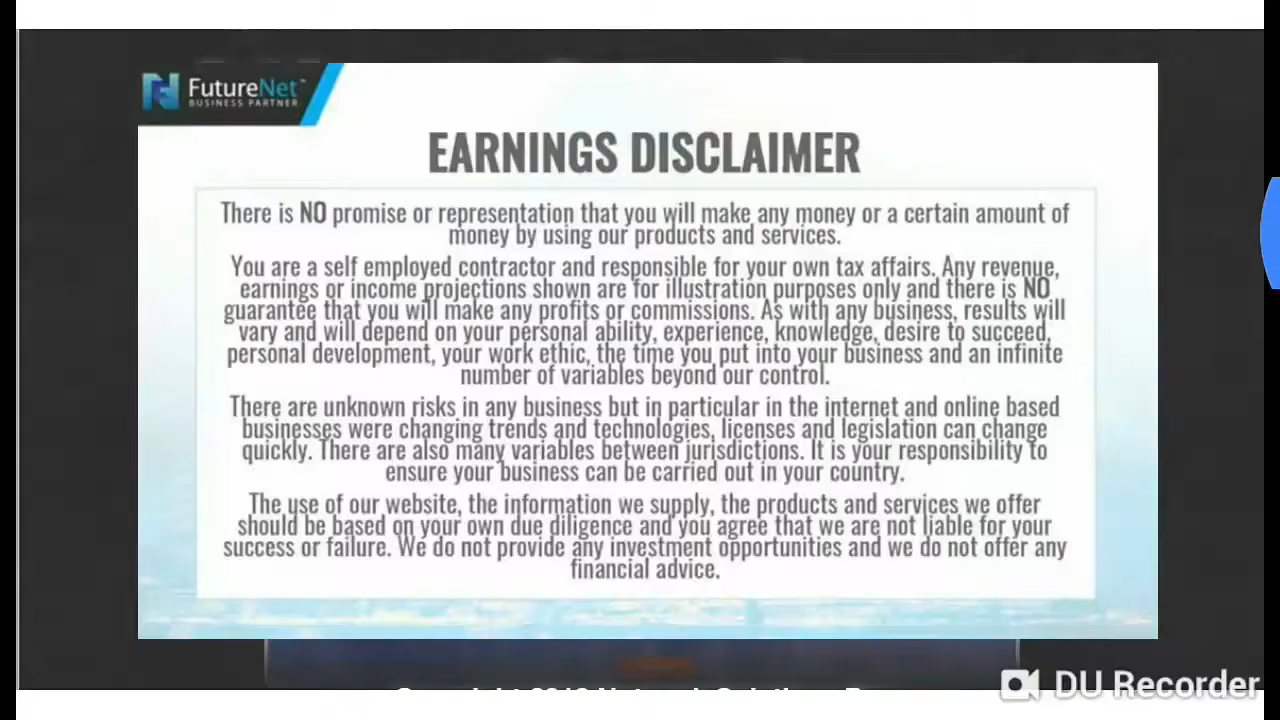 FutureNet™
BUSINESS PARTNER
EARNINGS DISCLAIMER
There is NO promise or representation that you will make any money or a certain amount of
money by using our products and services.
You are a self employed contractor and responsible for your own tax affairs. Any revenue,
earnings or income projections shown are for illustration purposes only and there is NO
guarantee that you will make any profits or commissions. As with any business, results will
vary and will depend on your personal ability, experience, knowledge, desire to succeed,
personal development, your work ethic, the time you put into your business and an infinite
number of variables beyond our control.
There are unknown risks in any business but in particular in the internet and online based
businesses were changing trends and technologies, licenses and legislation can change
quickly. There are also many variables between jurisdictions. It is your responsibility to
ensure your business can be carried out in your country.
The use of our website, the information we supply, the products and services we offer
should be based on your own due diligence and you agree that we are not liable for your
success or failure. We do not provide any investment opportunities and we do not offer any
financial advice.
DU Recorder